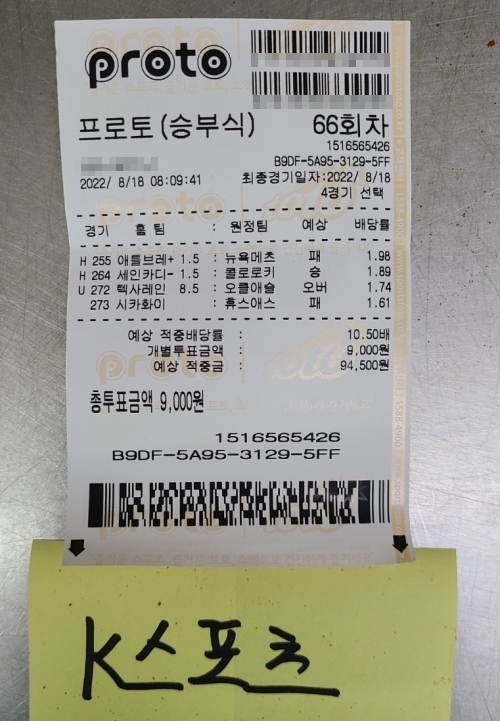 proto
프로토(승부식) 66회차
1516565426
B9DF-5A95-3129-5FF
2022/ 8/18 08:09:41 최종경기일자:2022/ 8/18
4경기 선택
경기 홈 팀 : 원정팀 예상 배당률
H 255 애틀브레+ 1.5 : 뉴욕메츠 패 1.98
H 264 세인카디- 1.5 : 콜로로키 승 1.89
U 272 텍사레인 8.5 : 오클애슬 오버 1.74
273 시카화이 : 휴스애스 패 1.61
예상 적중배당률 : 10.50배
개별투표금액 : 9,000원
예상 적중금 : 94,500원
총투표금액 9,000원
1516565426
B9DF-5A95-3129-5FF
K스포츠